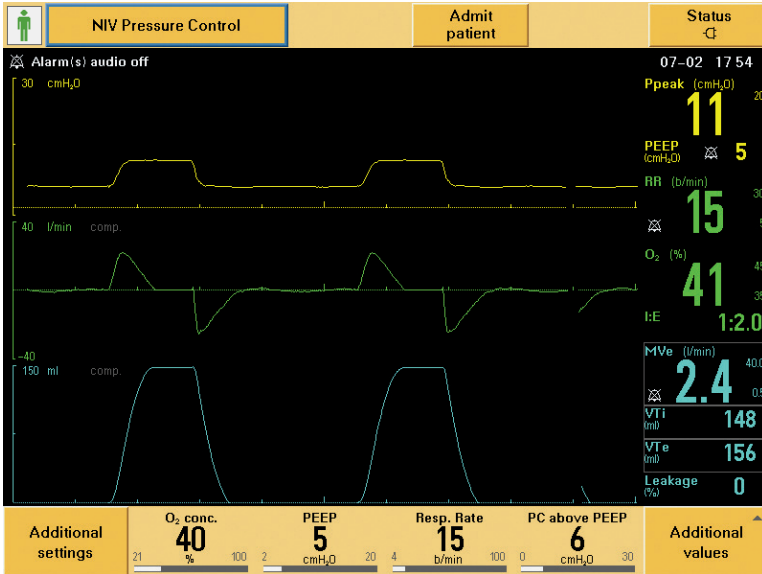 NIV Pressure Control
Admit
patient
Status
Alarm(s) audio off
07-02 17 54
30 cmH₂O
Ppeak (cmH₂O)
11
20
PEEP
(cmH₂O)
5
RR (b/min)
15
30
5
40 l/min comp.
O₂ (%)
41
45
35
I:E 1:2.0
-40
150 ml comp.
MVe (l/min)
2.4
40.0
0.5
VTi
(ml)
148
VTe
(ml)
156
Leakage
(%)
0
Additional
settings
O₂ conc.
40
21 % 100
PEEP
5
2 cmH₂O 20
Resp. Rate
15
4 b/min 100
PC above PEEP
6
0 cmH₂O 30
Additional
values